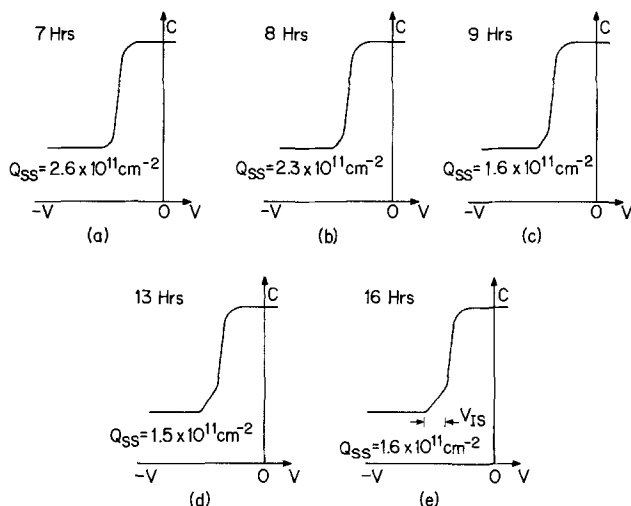 7 Hrs
C
Q_SS = 2.6 x 10^11 cm^-2
-V
0
V
(a)
8 Hrs
C
Q_SS = 2.3 x 10^11 cm^-2
-V
0
V
(b)
9 Hrs
C
Q_SS = 1.6 x 10^11 cm^-2
-V
0
V
(c)
13 Hrs
C
Q_SS = 1.5 x 10^11 cm^-2
-V
0
V
(d)
16 Hrs
C
V_IS
Q_SS = 1.6 x 10^11 cm^-2
-V
0
V
(e)